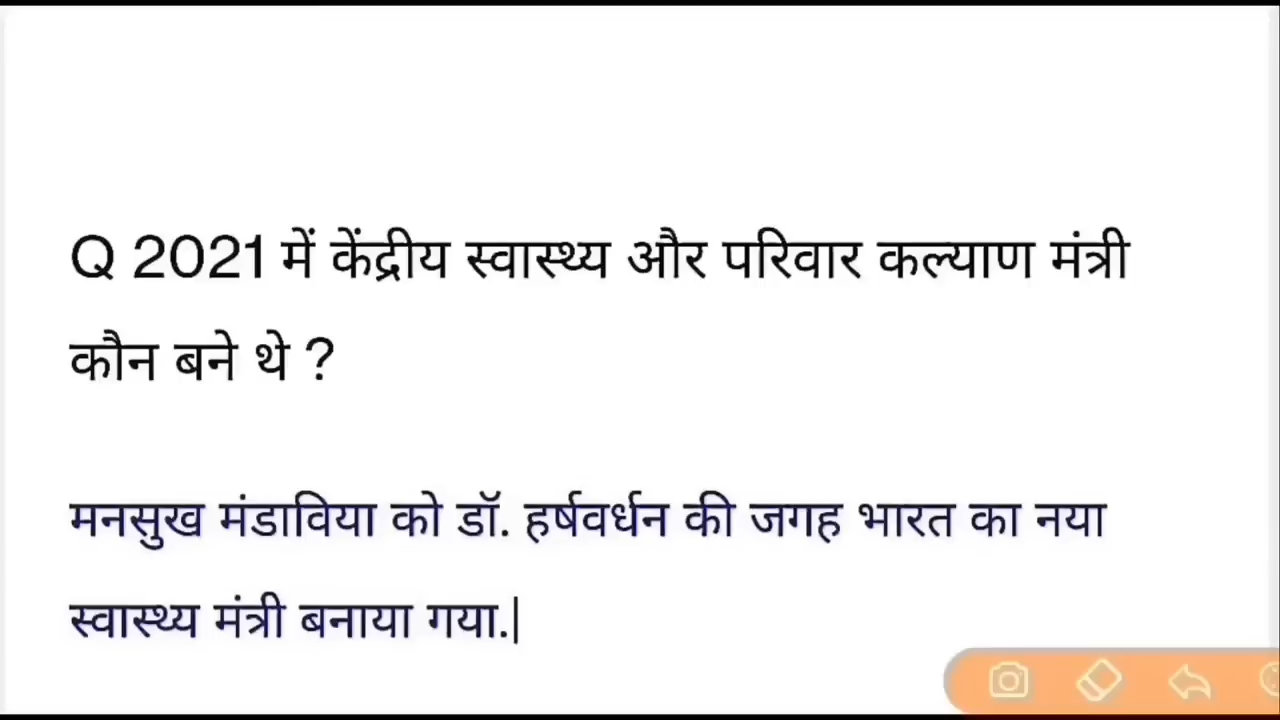 Q 2021 में केंद्रीय स्वास्थ्य और परिवार कल्याण मंत्री
कौन बने थे ?
मनसुख मंडाविया को डॉ. हर्षवर्धन की जगह भारत का नया
स्वास्थ्य मंत्री बनाया गया.